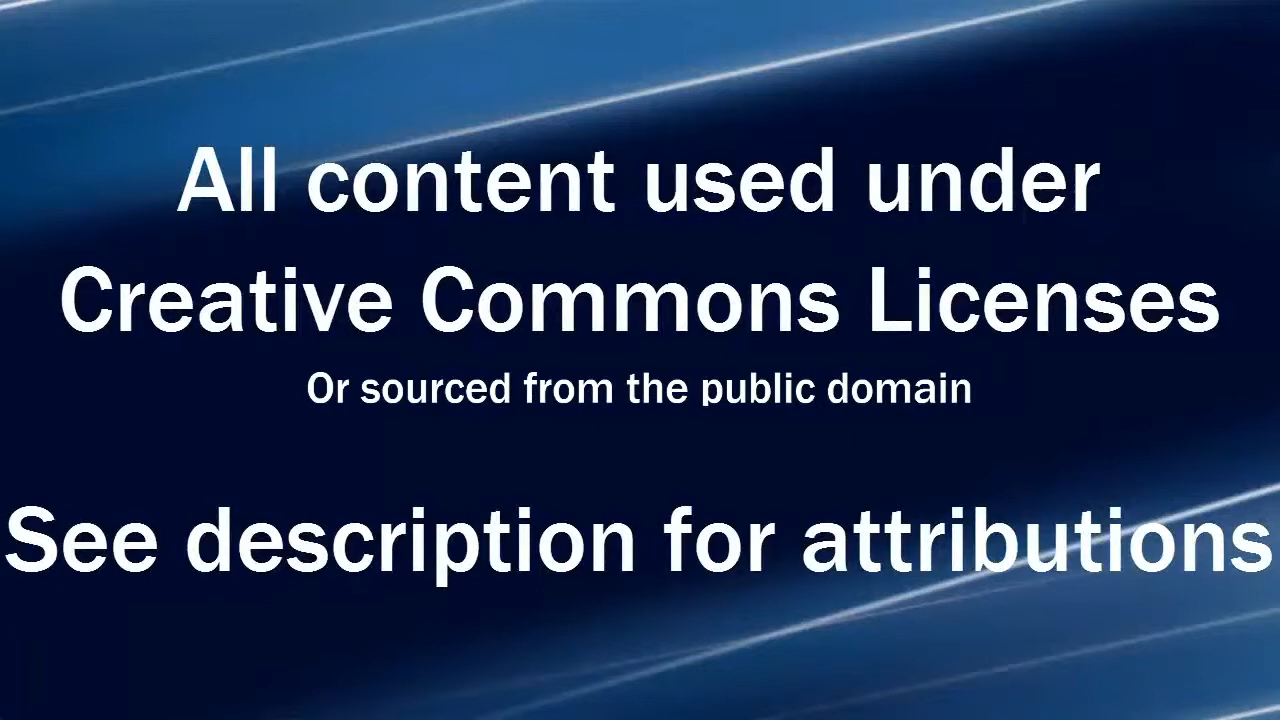 All content used under
Creative Commons Licenses
Or sourced from the public domain
See description for attributions